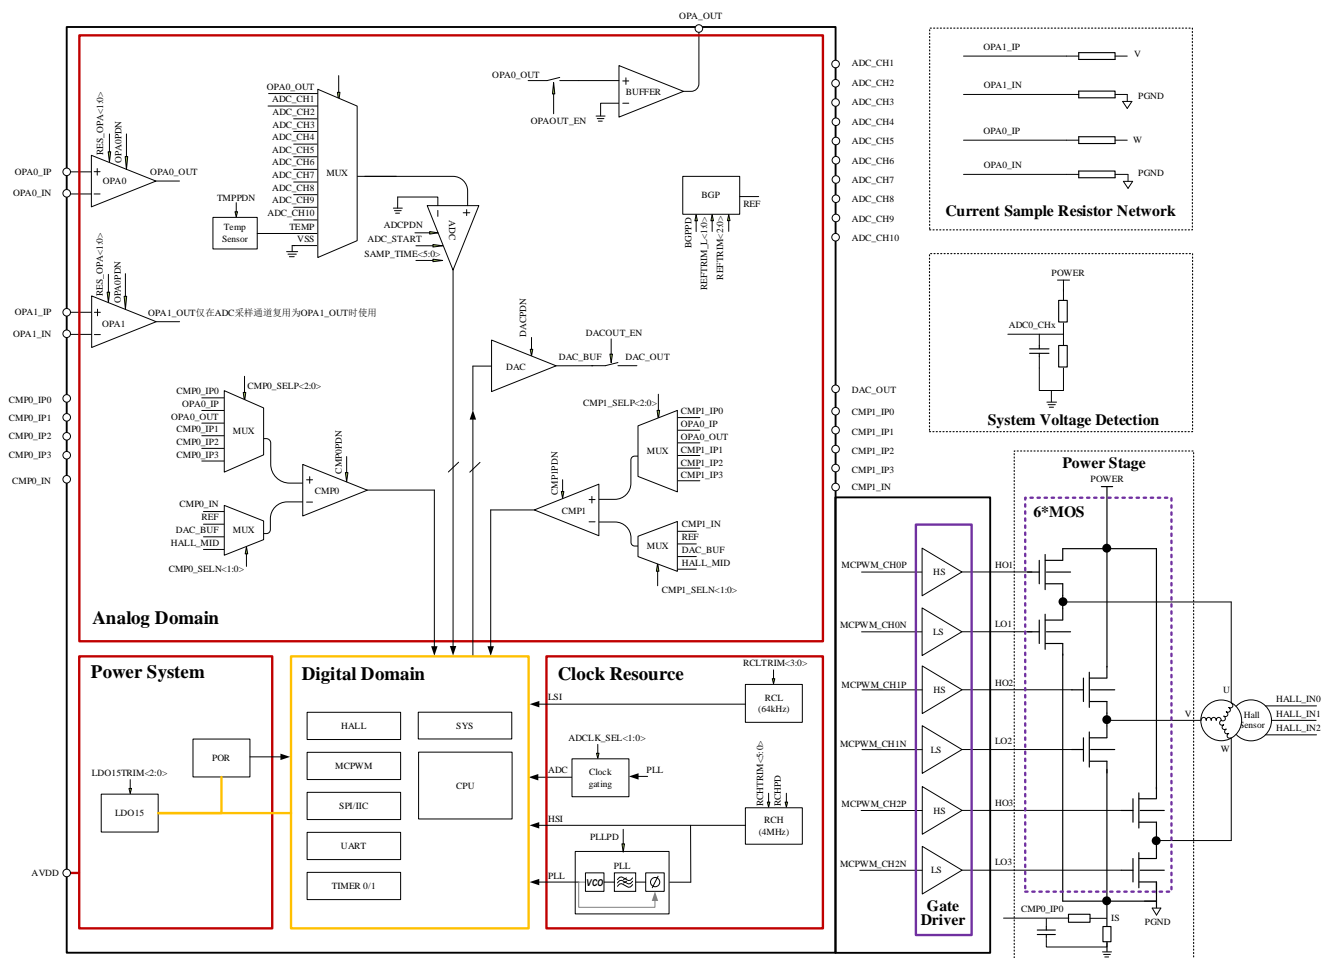 OPA_OUT
OPA0_OUT
OPAOUT_EN
BUFFER
OPA0_OUT
ADC_CH1
ADC_CH2
ADC_CH3
ADC_CH4
ADC_CH5
ADC_CH6
ADC_CH7
ADC_CH8
ADC_CH9
ADC_CH10
TEMP
VSS
MUX
TMPPDN
Temp
Sensor
ADC
ADCPDN
ADC_START
SAMP_TIME<5:0>
RES_OPA<1:0>
OPA0PDN
OPA0_IP
OPA0_IN
OPA0
OPA0_OUT
RES_OPA<1:0>
OPA0PDN
OPA1_IP
OPA1_IN
OPA1
OPA1_OUT仅在ADC采样通道复用为OPA1_OUT时使用
BGP
REF
BGPPD
REFTRIM_L<1:0>
REFTRIM<2:0>
DACPDN
DAC
DAC_BUF
DACOUT_EN
DAC_OUT
CMP0_IP0
CMP0_IP1
CMP0_IP2
CMP0_IP3
CMP0_IN
CMP0_SELP<2:0>
CMP0_IP0
OPA0_IP
OPA0_OUT
CMP0_IP1
CMP0_IP2
CMP0_IP3
MUX
CMP0_IN
REF
DAC_BUF
HALL_MID
MUX
CMP0_SELN<1:0>
CMP0PDN
CMP0
CMP1_SELP<2:0>
CMP1_IP0
OPA0_IP
OPA0_OUT
CMP1_IP1
CMP1_IP2
CMP1_IP3
MUX
CMP1PDN
CMP1
CMP1_IN
REF
DAC_BUF
HALL_MID
MUX
CMP1_SELN<1:0>
Analog Domain
ADC_CH1
ADC_CH2
ADC_CH3
ADC_CH4
ADC_CH5
ADC_CH6
ADC_CH7
ADC_CH8
ADC_CH9
ADC_CH10
DAC_OUT
CMP1_IP0
CMP1_IP1
CMP1_IP2
CMP1_IP3
CMP1_IN
OPA1_IP
V
OPA1_IN
PGND
OPA0_IP
W
OPA0_IN
PGND
Current Sample Resistor Network
POWER
ADC0_CHx
System Voltage Detection
Power System
POR
LDO15TRIM<2:0>
LDO15
AVDD
Digital Domain
HALL
SYS
MCPWM
CPU
SPI/IIC
UART
TIMER 0/1
Clock Resource
RCLTRIM<3:0>
LSI
RCL
(64kHz)
ADCLK_SEL<1:0>
ADC
Clock
gating
PLL
RCHTRIM<5:0>
RCHPD
HSI
RCH
(4MHz)
PLLPD
PLL
PLL
VCO
MCPWM_CH0P
HS
HO1
MCPWM_CH0N
LS
LO1
MCPWM_CH1P
HS
HO2
MCPWM_CH1N
LS
LO2
MCPWM_CH2P
HS
HO3
MCPWM_CH2N
LS
LO3
Gate
Driver
Power Stage
POWER
6*MOS
U
V
W
Hall
Sensor
HALL_IN0
HALL_IN1
HALL_IN2
CMP0_IP0
IS
PGND